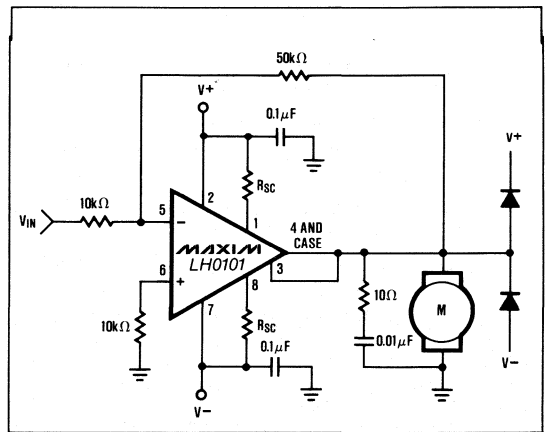 50kΩ
V+
0.1μF
V+
RSC
10kΩ
2
VIN
5
1
4 AND
CASE
−
MAXIM
LH0101
3
6
+
8
10Ω
M
7
10kΩ
RSC
0.01μF
0.1μF
V−
V−